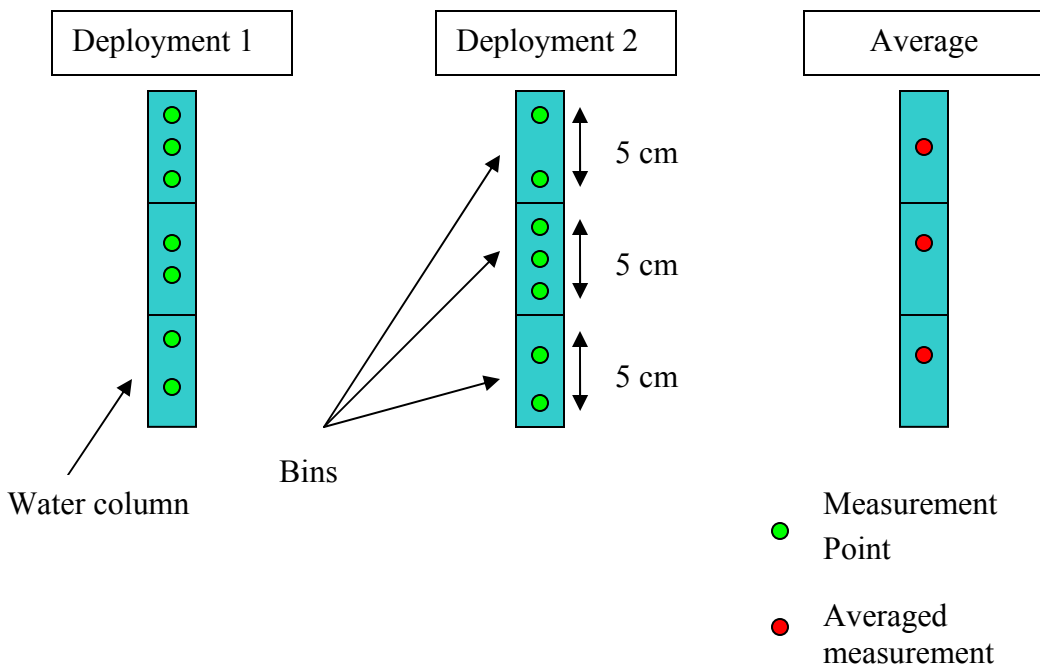 Deployment 1
Deployment 2
Average
5 cm
5 cm
5 cm
Bins
Water column
Measurement
Point
Averaged
measurement